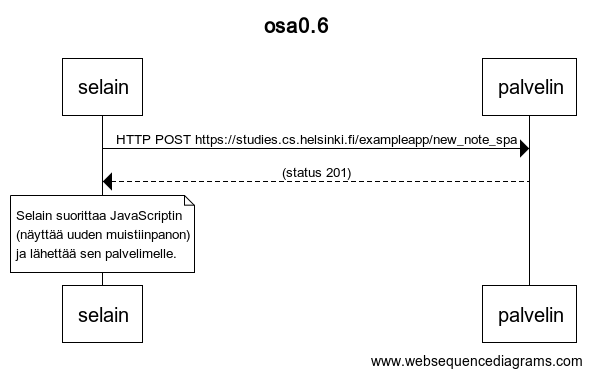 osa0.6
selain
palvelin
HTTP POST https://studies.cs.helsinki.fi/exampleapp/new_note_spa
(status 201)
Selain suorittaa JavaScriptin
(näyttää uuden muistiinpanon)
ja lähettää sen palvelimelle.
selain
palvelin
www.websequencediagrams.com